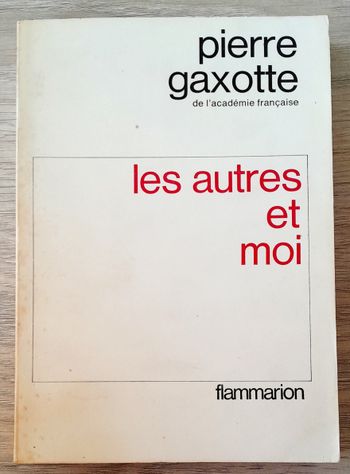 pierre
gaxotte
de l'académie française
les autres
et
moi
flammarion